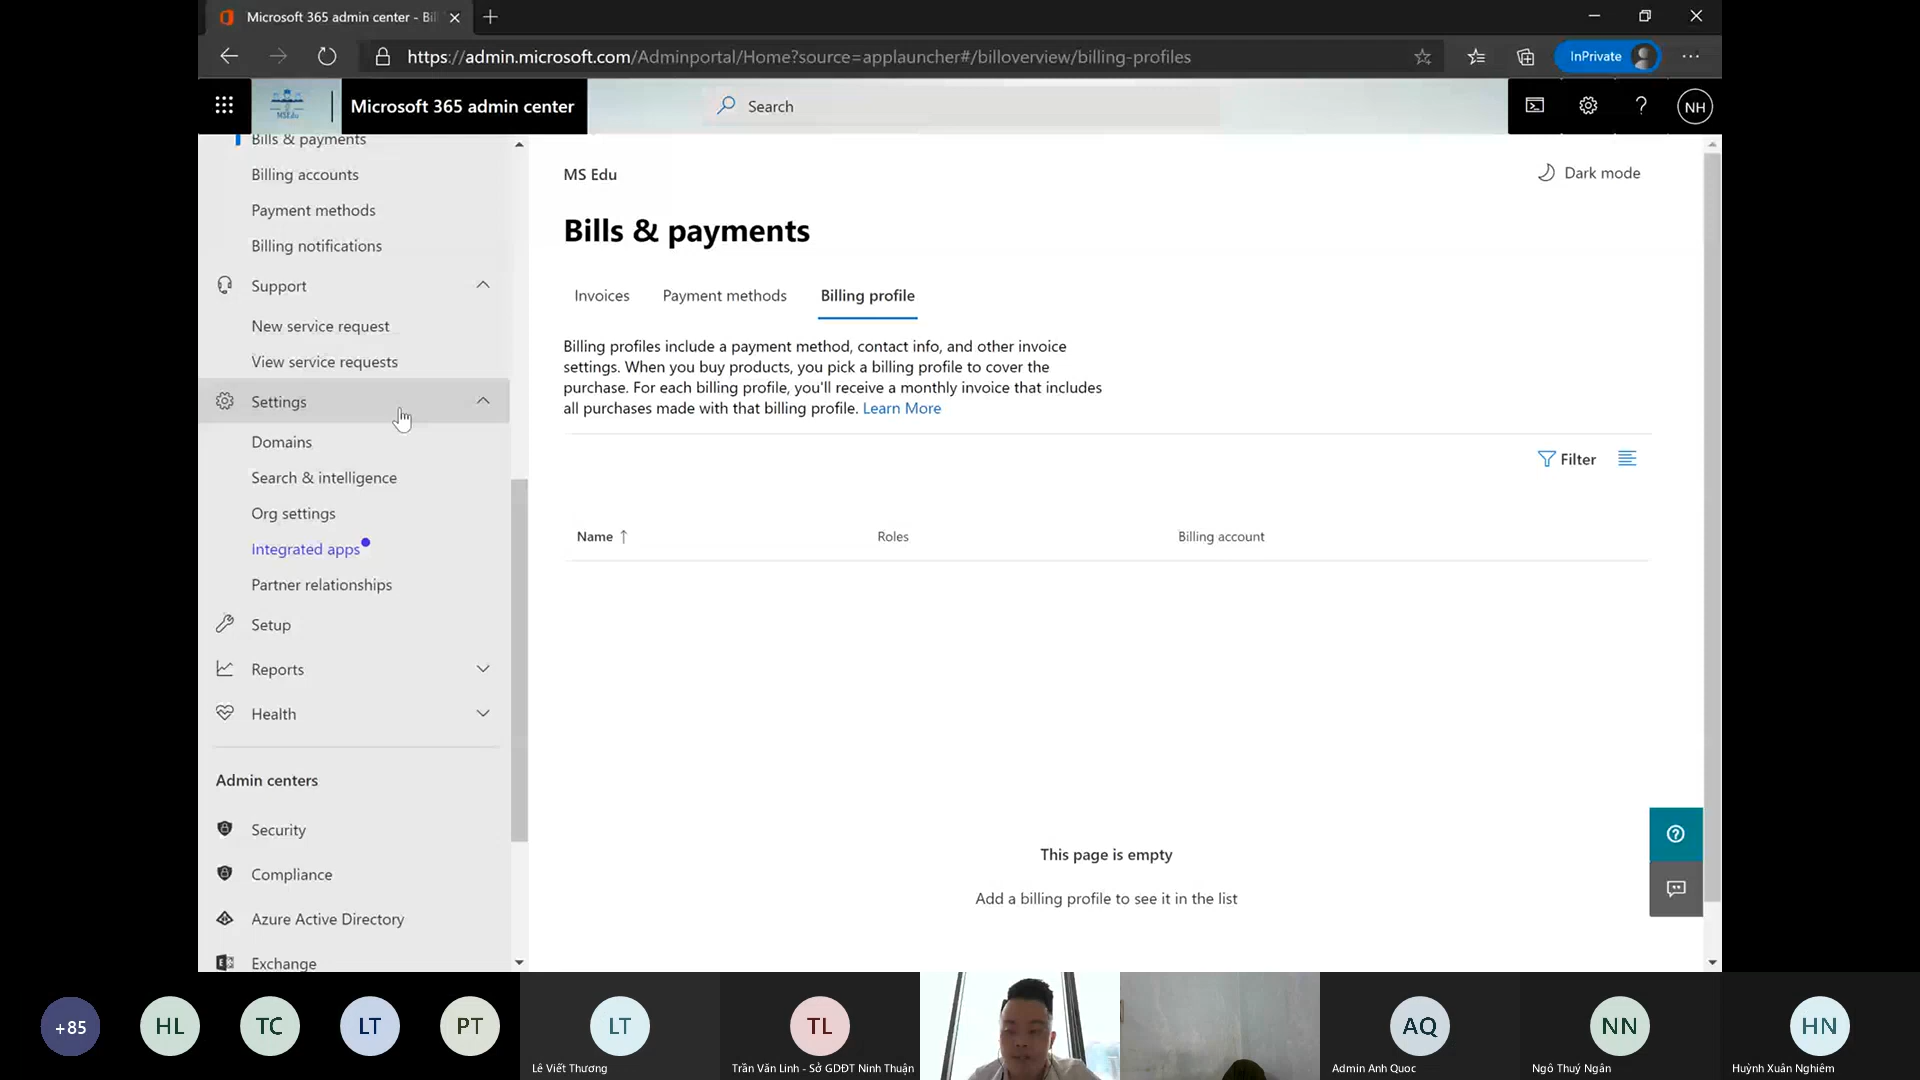 Microsoft 365 admin center - Bil
https://admin.microsoft.com/Adminportal/Home?source=applauncher#/billoverview/billing-profiles
InPrivate
MSEdu
Microsoft 365 admin center
Search
NH
Bills & payments
Billing accounts
Payment methods
Billing notifications
Support
New service request
View service requests
Settings
Domains
Search & intelligence
Org settings
Integrated apps
Partner relationships
Setup
Reports
Health
Admin centers
Security
Compliance
Azure Active Directory
Exchange
MS Edu
Dark mode
Bills & payments
Invoices
Payment methods
Billing profile
Billing profiles include a payment method, contact info, and other invoice
settings. When you buy products, you pick a billing profile to cover the
purchase. For each billing profile, you'll receive a monthly invoice that includes
all purchases made with that billing profile. Learn More
Filter
Name ↑
Roles
Billing account
This page is empty
Add a billing profile to see it in the list
+85
HL
TC
LT
PT
LT
Lê Viết Thương
TL
Trần Văn Linh - Sở GDĐT Ninh Thuận
AQ
Admin Anh Quoc
NN
Ngô Thuý Ngân
HN
Huỳnh Xuân Nghiêm